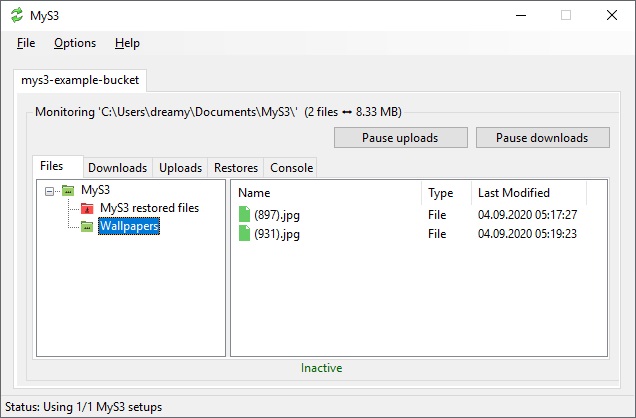 MyS3
File Options Help
mys3-example-bucket
Monitoring 'C:\Users\dreamy\Documents\MyS3\' (2 files ↔ 8.33 MB)
Pause uploads Pause downloads
Files Downloads Uploads Restores Console
MyS3
MyS3 restored files
Wallpapers
Name Type Last Modified
(897).jpg File 04.09.2020 05:17:27
(931).jpg File 04.09.2020 05:19:23
Inactive
Status: Using 1/1 MyS3 setups